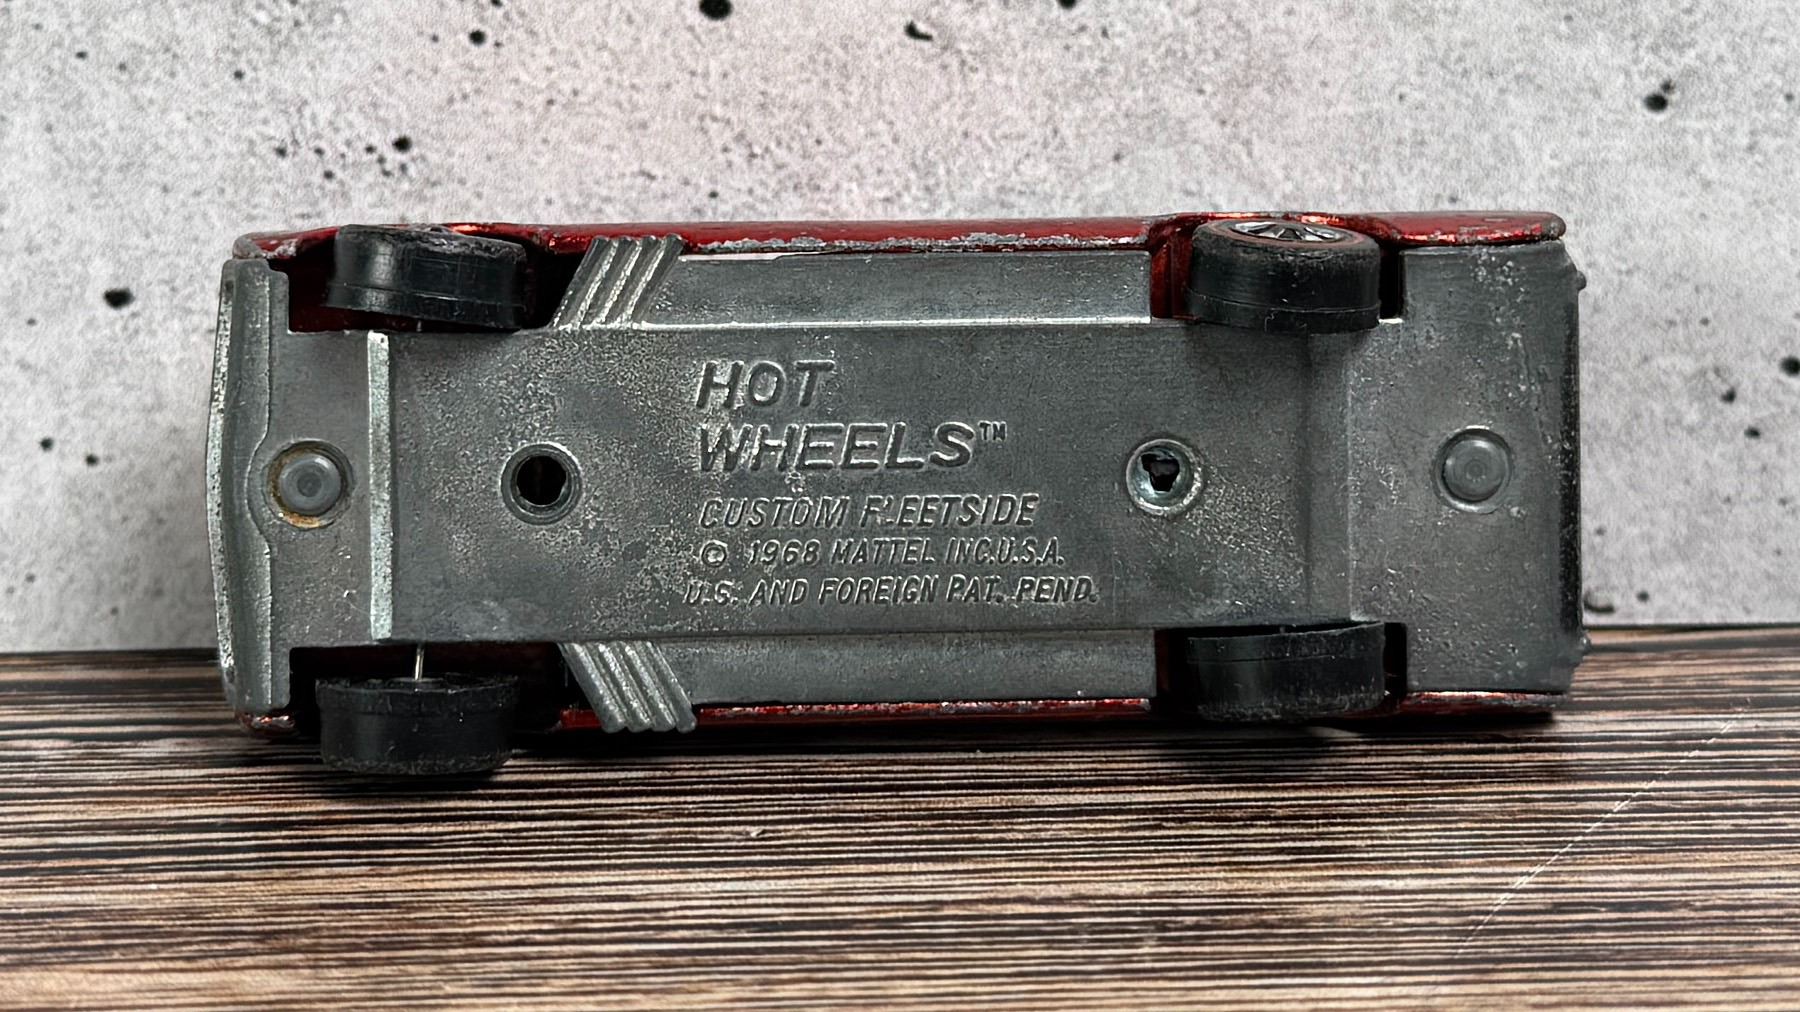 HOT
WHEELS™
CUSTOM FLEETSIDE
© 1968 MATTEL INC.U.S.A.
U.S. AND FOREIGN PAT. PEND.